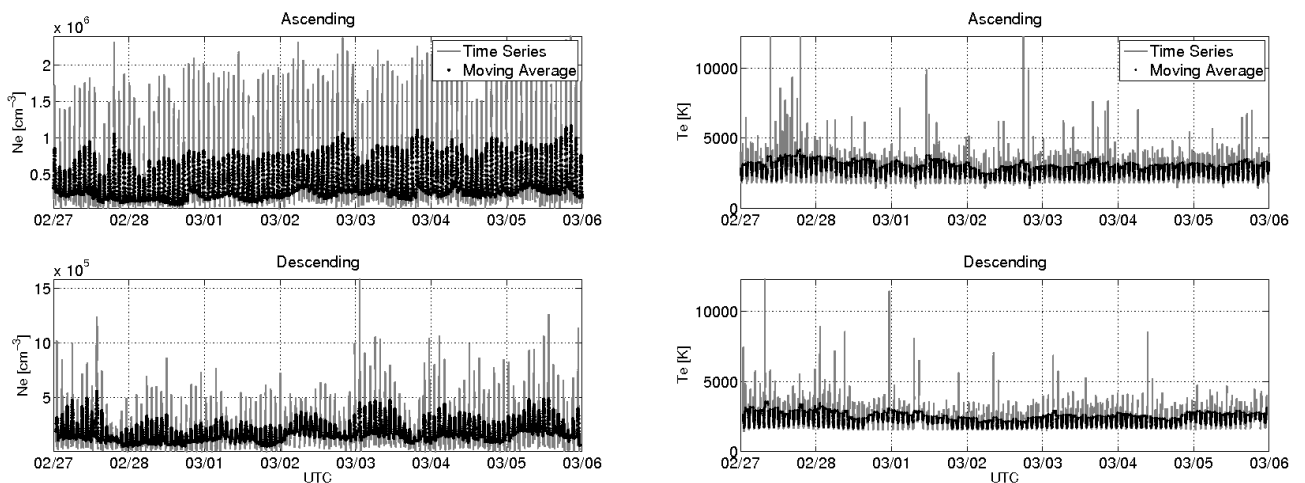 Ascending
x 10^6
Ne [cm^-3]
2
1.5
1
0.5
Time Series
Moving Average
02/27 02/28 03/01 03/02 03/03 03/04 03/05 03/06
Ascending
Te [K]
10000
5000
0
Time Series
Moving Average
02/27 02/28 03/01 03/02 03/03 03/04 03/05 03/06
Descending
x 10^5
Ne [cm^-3]
15
10
5
02/27 02/28 03/01 03/02 03/03 03/04 03/05 03/06
UTC
Descending
Te [K]
10000
5000
0
02/27 02/28 03/01 03/02 03/03 03/04 03/05 03/06
UTC